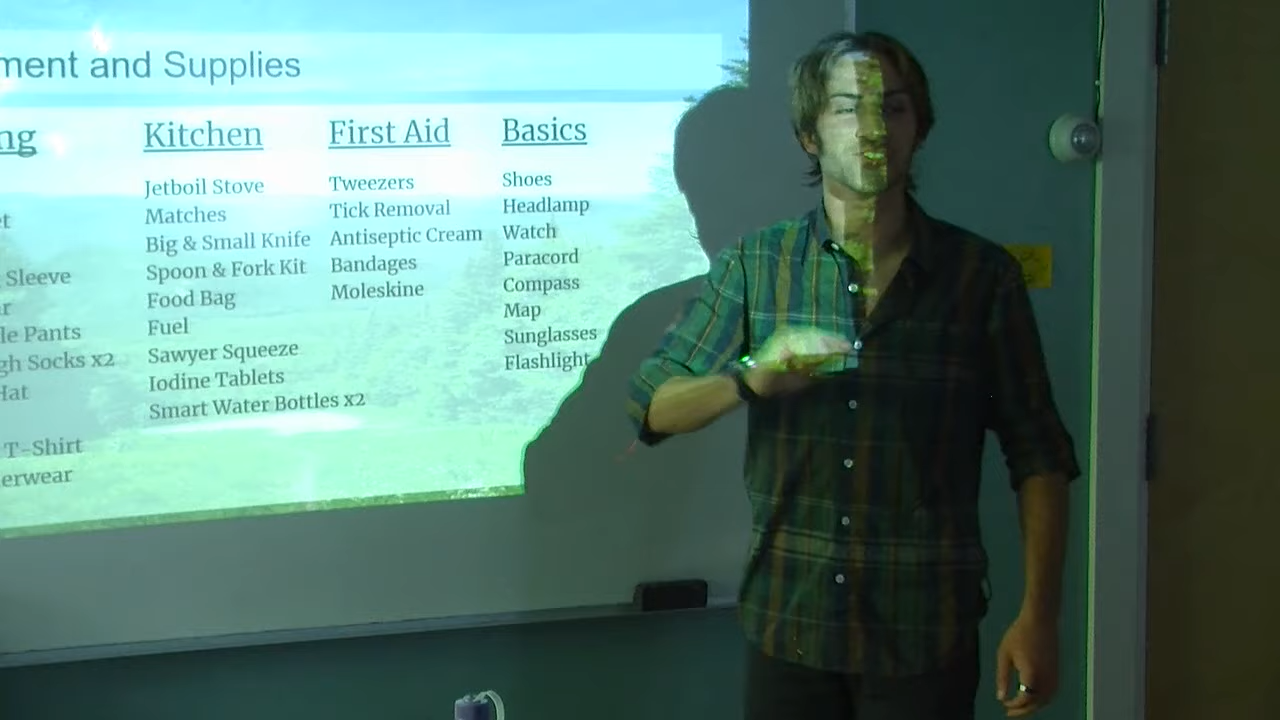 ment and Supplies
ng
et
Sleeve
r
le Pants
gh Socks x2
Hat
T-Shirt
erwear
Kitchen
Jetboil Stove
Matches
Big & Small Knife
Spoon & Fork Kit
Food Bag
Fuel
Sawyer Squeeze
Iodine Tablets
Smart Water Bottles x2
First Aid
Tweezers
Tick Removal
Antiseptic Cream
Bandages
Moleskine
Basics
Shoes
Headlamp
Watch
Paracord
Compass
Map
Sunglasses
Flashlight